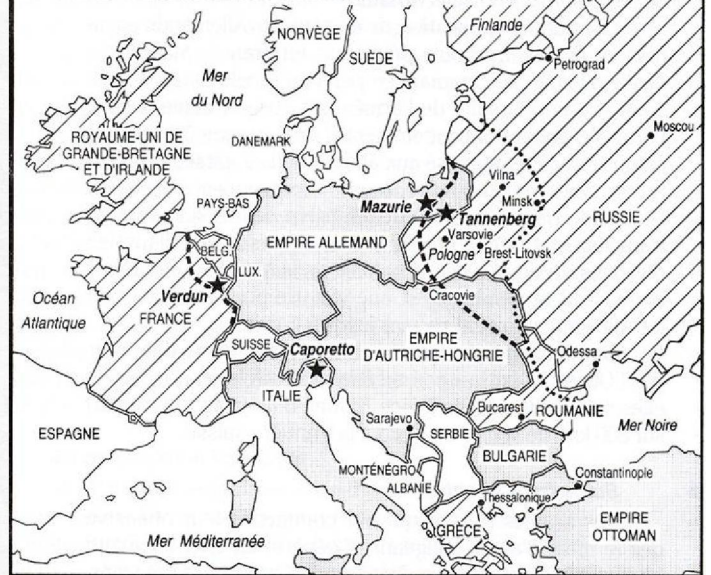 Finlande
NORVÈGE
SUÈDE
Petrograd
Mer
du Nord
Moscou
ROYAUME-UNI DE
GRANDE-BRETAGNE
ET D'IRLANDE
DANEMARK
Vilna
PAYS-BAS
Mazurie
Minsk
Tannenberg
RUSSIE
EMPIRE ALLEMAND
Varsovie
BELG.
Pologne
Brest-Litovsk
LUX.
Océan
Atlantique
Verdun
Cracovie
FRANCE
SUISSE
Caporetto
EMPIRE
D'AUTRICHE-HONGRIE
Odessa
ITALIE
Bucarest
ROUMANIE
Sarajevo
Mer Noire
ESPAGNE
SERBIE
BULGARIE
MONTÉNÉGRO
ALBANIE
Constantinople
Thessalonique
EMPIRE
OTTOMAN
GRÈCE
Mer Méditerranée